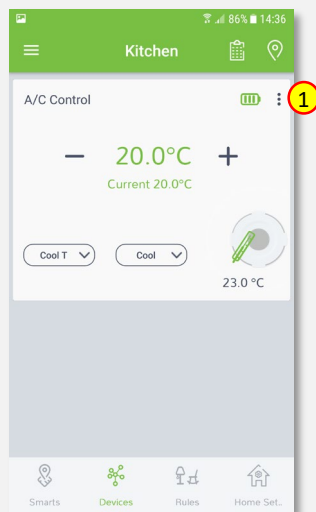 86% 14:36
Kitchen
A/C Control
1
− 20.0°C +
Current 20.0°C
Cool T
Cool
23.0 °C
Smarts
Devices
Rules
Home Set..